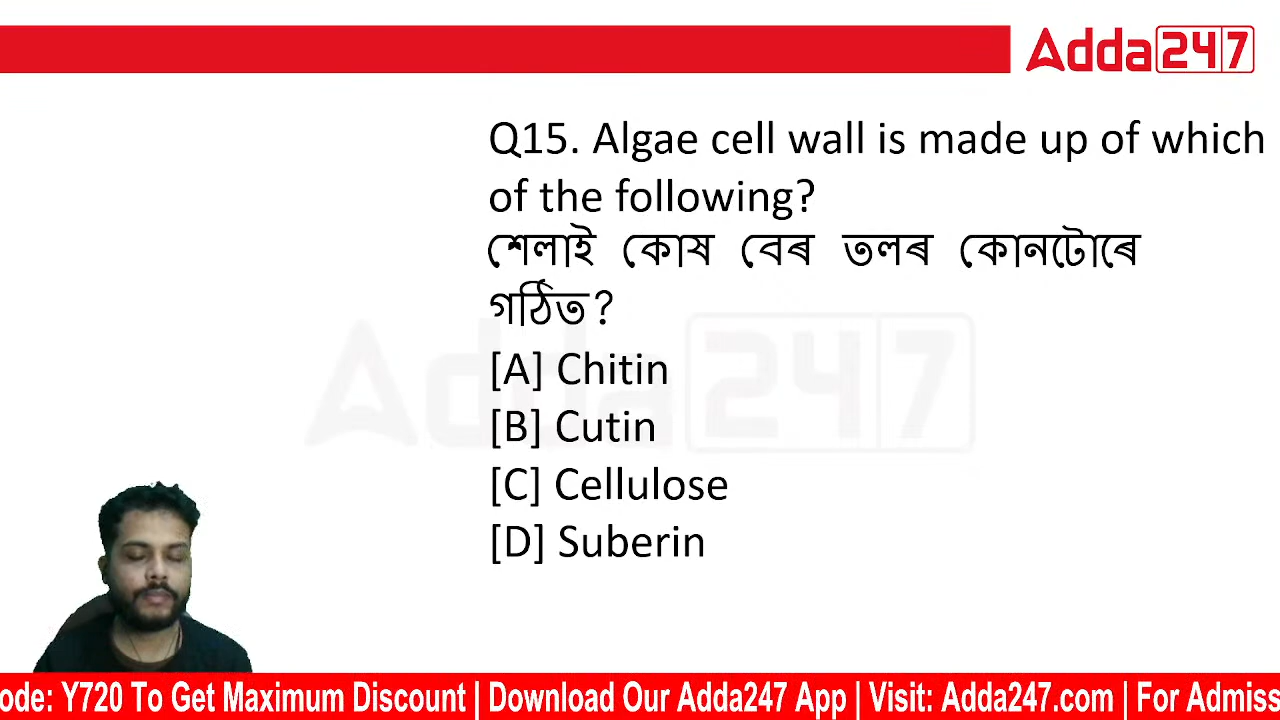 Adda247
Q15. Algae cell wall is made up of which
of the following?
শেলাই কোষ বেৰ তলৰ কোনটোৰে
গঠিত?
Adda247
[A] Chitin
[B] Cutin
[C] Cellulose
[D] Suberin
ode: Y720 To Get Maximum Discount | Download Our Adda247 App | Visit: Adda247.com | For Admiss